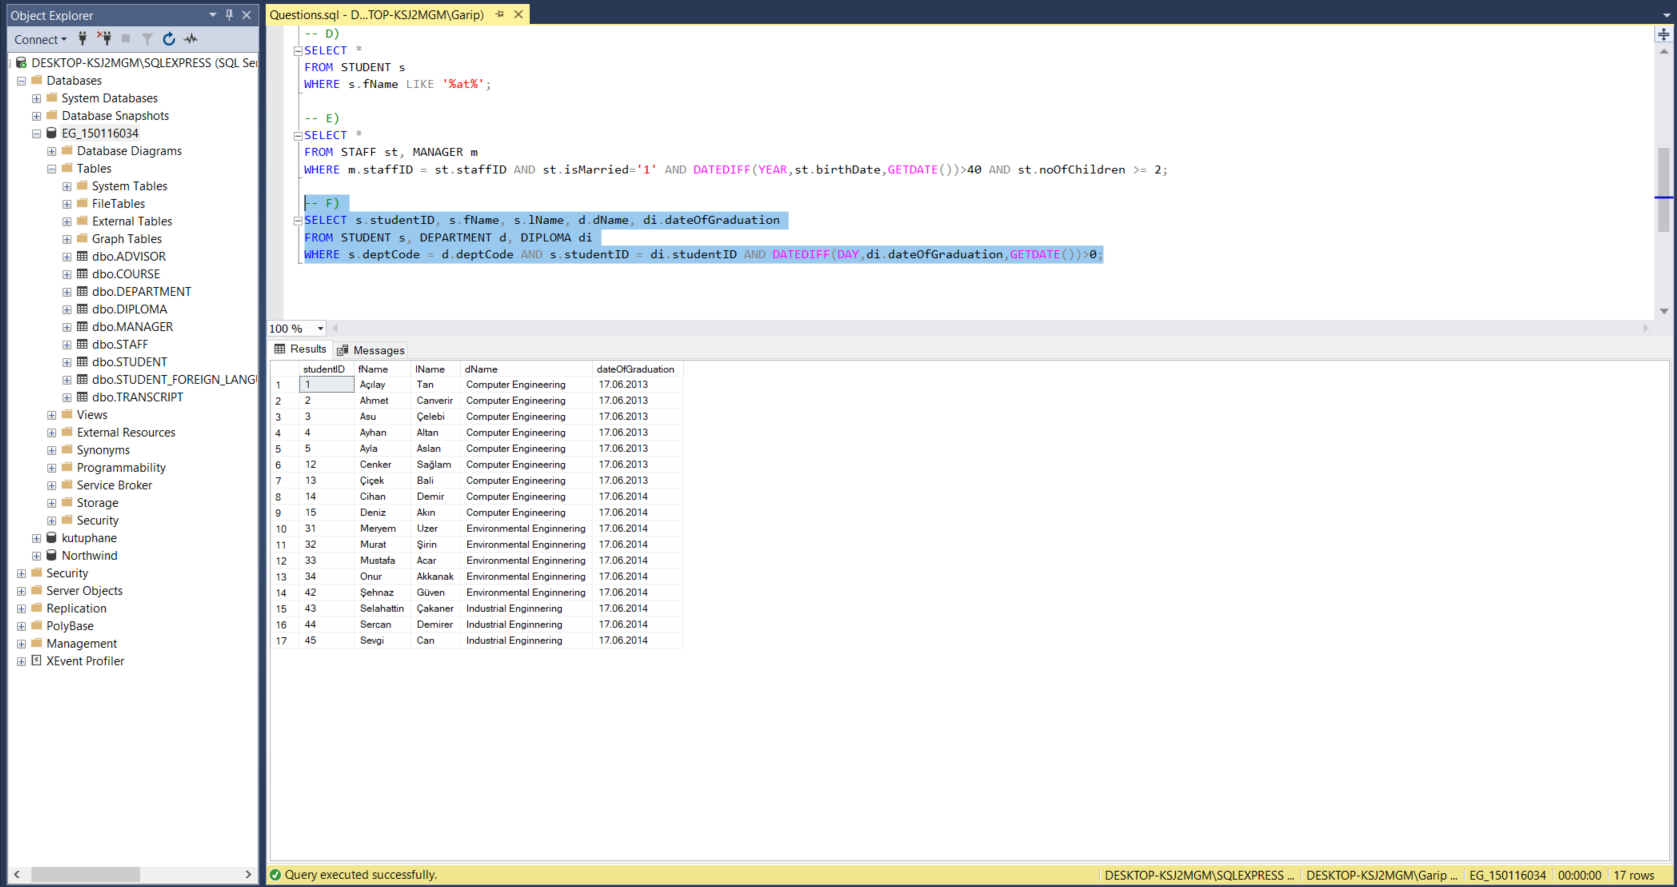 Object Explorer
Connect
DESKTOP-KSJ2MGM\SQLEXPRESS (SQL Se
Databases
System Databases
Database Snapshots
EG_150116034
Database Diagrams
Tables
System Tables
FileTables
External Tables
Graph Tables
dbo.ADVISOR
dbo.COURSE
dbo.DEPARTMENT
dbo.DIPLOMA
dbo.MANAGER
dbo.STAFF
dbo.STUDENT
dbo.STUDENT_FOREIGN_LANGU
dbo.TRANSCRIPT
Views
External Resources
Synonyms
Programmability
Service Broker
Storage
Security
kutuphane
Northwind
Security
Server Objects
Replication
PolyBase
Management
XEvent Profiler
Questions.sql - D...TOP-KSJ2MGM\Garip)
-- D)
SELECT *
FROM STUDENT s
WHERE s.fName LIKE '%at%';
-- E)
SELECT *
FROM STAFF st, MANAGER m
WHERE m.staffID = st.staffID AND st.isMarried='1' AND DATEDIFF(YEAR,st.birthDate,GETDATE())>40 AND st.noOfChildren >= 2;
-- F)
SELECT s.studentID, s.fName, s.lName, d.dName, di.dateOfGraduation
FROM STUDENT s, DEPARTMENT d, DIPLOMA di
WHERE s.deptCode = d.deptCode AND s.studentID = di.studentID AND DATEDIFF(DAY,di.dateOfGraduation,GETDATE())>0;
100 %
Results Messages
studentID fName lName dName dateOfGraduation
1 1 Açılay Tan Computer Engineering 17.06.2013
2 2 Ahmet Canverir Computer Engineering 17.06.2013
3 3 Asu Çelebi Computer Engineering 17.06.2013
4 4 Ayhan Altan Computer Engineering 17.06.2013
5 5 Ayla Aslan Computer Engineering 17.06.2013
6 12 Cenker Sağlam Computer Engineering 17.06.2013
7 13 Çiçek Bali Computer Engineering 17.06.2013
8 14 Cihan Demir Computer Engineering 17.06.2014
9 15 Deniz Akın Computer Engineering 17.06.2014
10 31 Meryem Uzer Environmental Enginnering 17.06.2014
11 32 Murat Şirin Environmental Enginnering 17.06.2014
12 33 Mustafa Acar Environmental Enginnering 17.06.2014
13 34 Onur Akkanak Environmental Enginnering 17.06.2014
14 42 Şehnaz Güven Environmental Enginnering 17.06.2014
15 43 Selahattin Çakaner Industrial Enginnering 17.06.2014
16 44 Sercan Demirer Industrial Enginnering 17.06.2014
17 45 Sevgi Can Industrial Enginnering 17.06.2014
Query executed successfully.
DESKTOP-KSJ2MGM\SQLEXPRESS ... DESKTOP-KSJ2MGM\Garip ... EG_150116034 00:00:00 17 rows